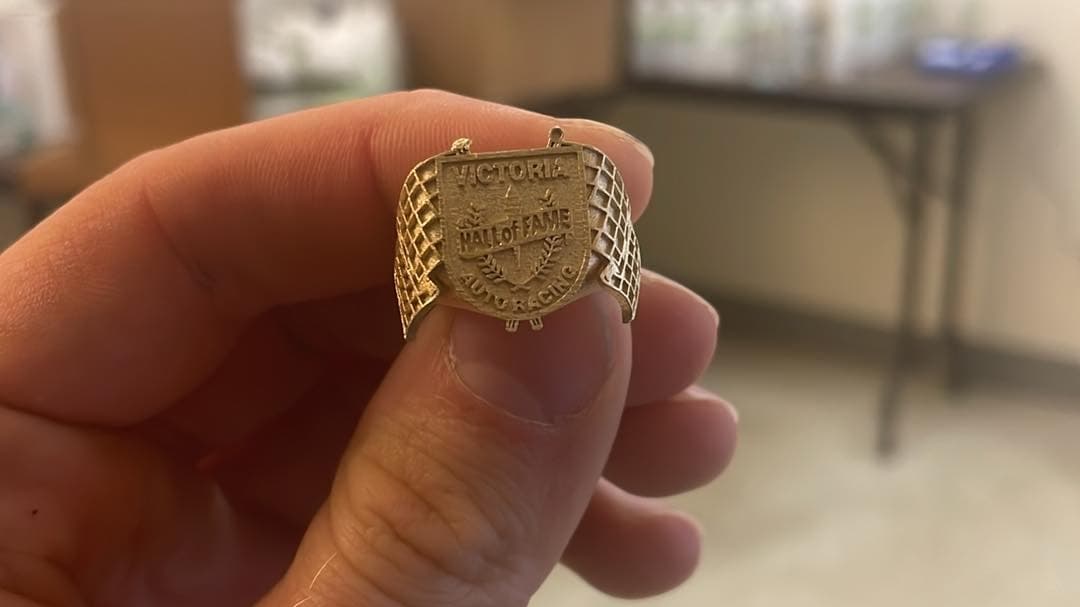 VICTORIA
HALL of FAME
AUTO RACING